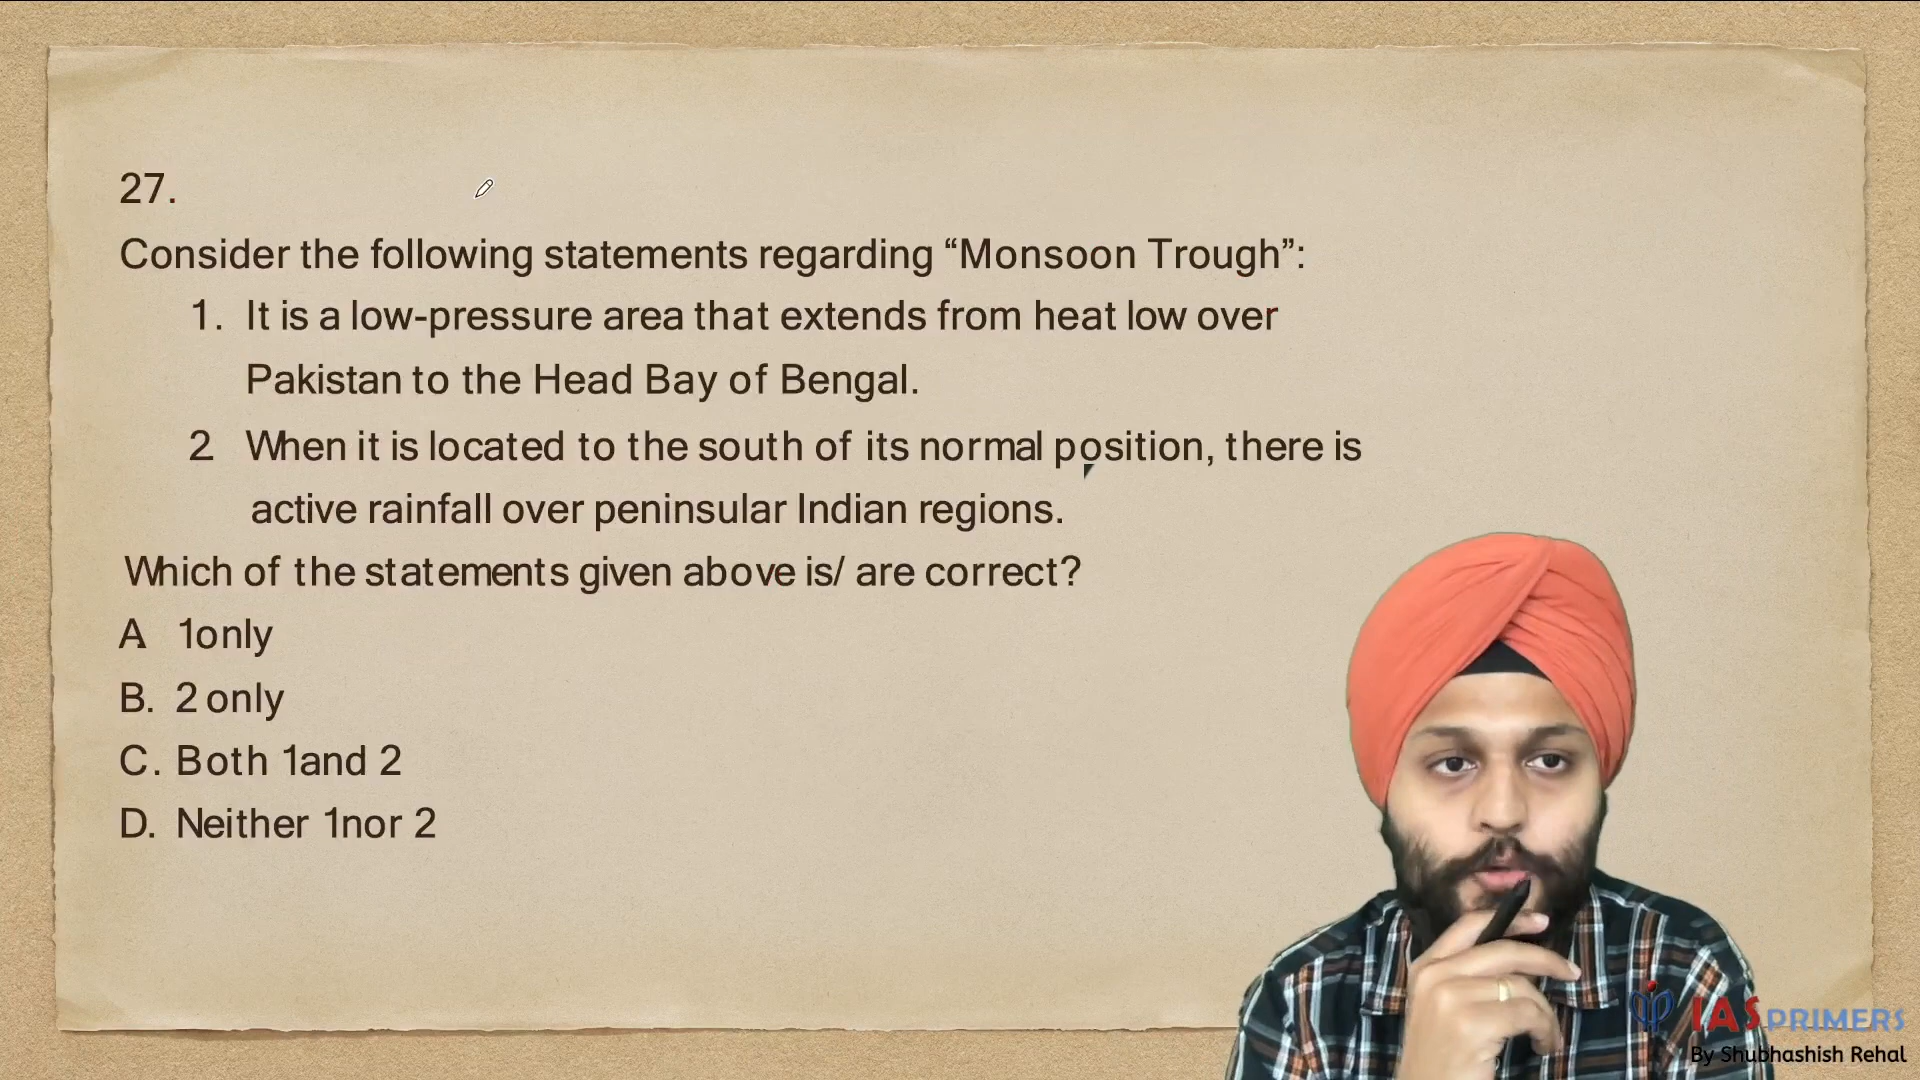 27.
Consider the following statements regarding “Monsoon Trough”:
1. It is a low-pressure area that extends from heat low over
Pakistan to the Head Bay of Bengal.
2 When it is located to the south of its normal position, there is
active rainfall over peninsular Indian regions.
Which of the statements given above is/ are correct?
A 1only
B. 2 only
C. Both 1and 2
D. Neither 1nor 2
IAS PRIMERS
By Shubhashish Rehal